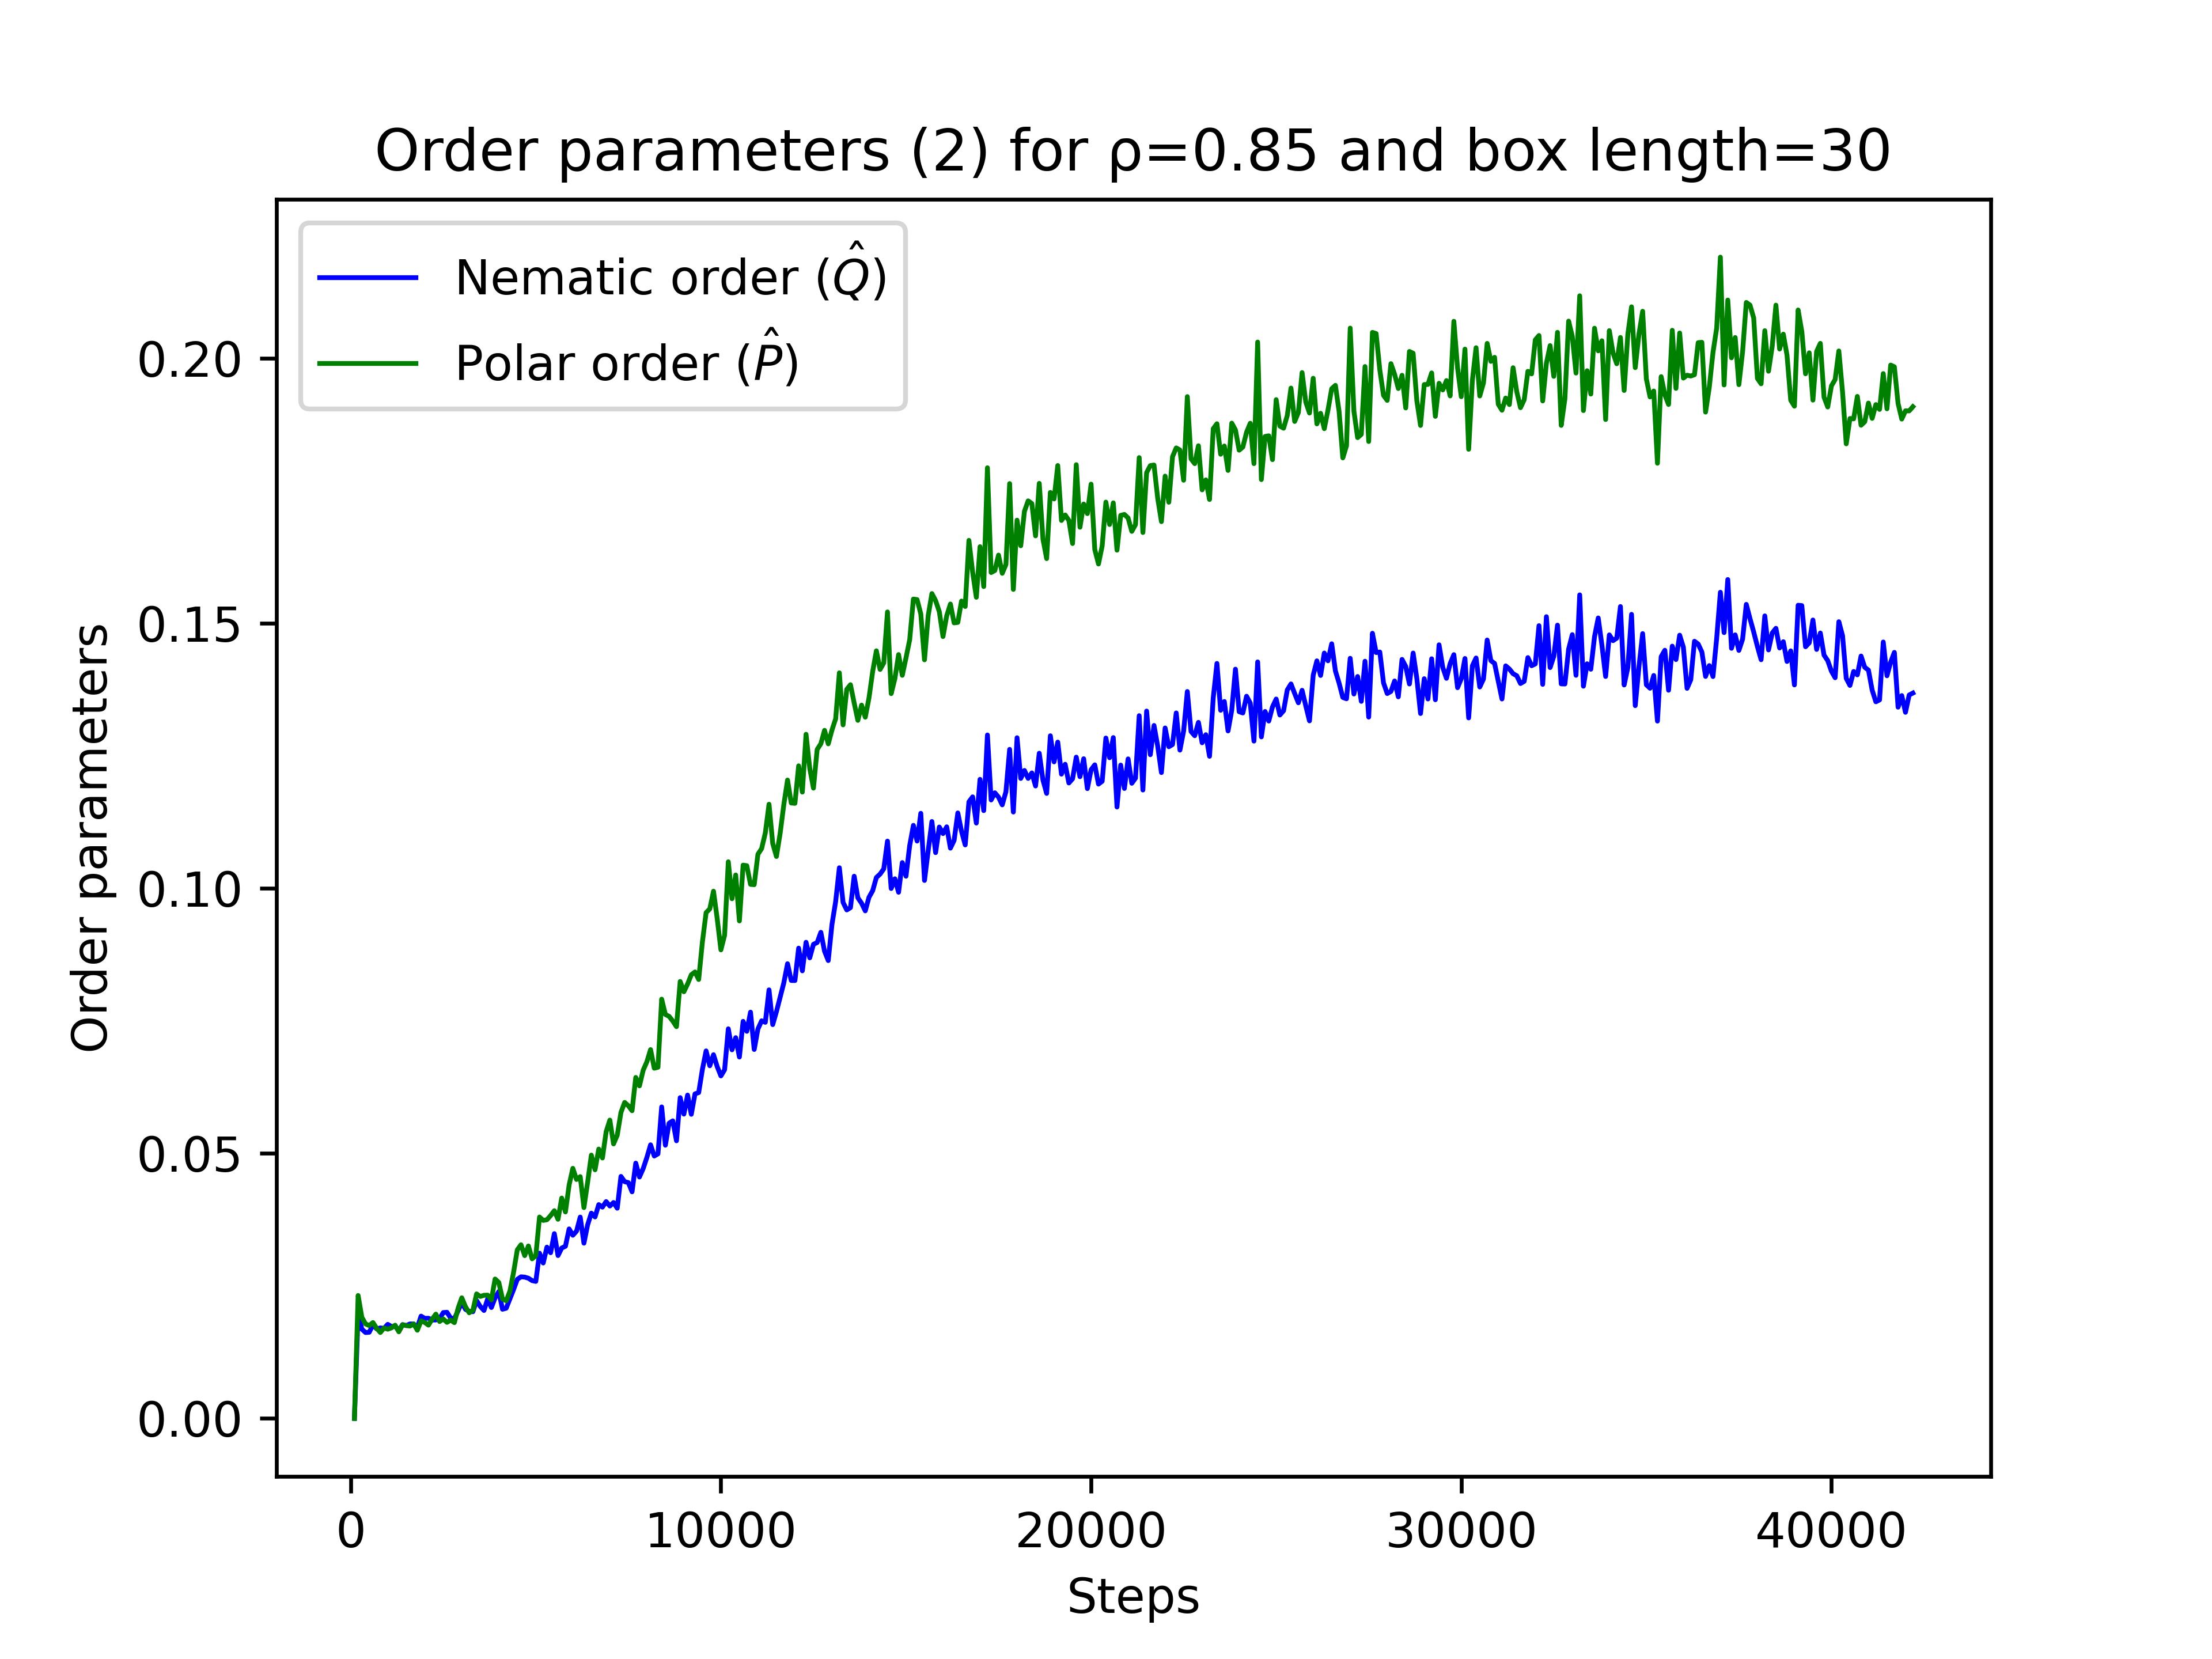 Order parameters (2) for ρ=0.85 and box length=30
Nematic order (Q̂)
Polar order (P̂)
0.20
0.15
0.10
0.05
0.00
Order parameters
0 10000 20000 30000 40000
Steps